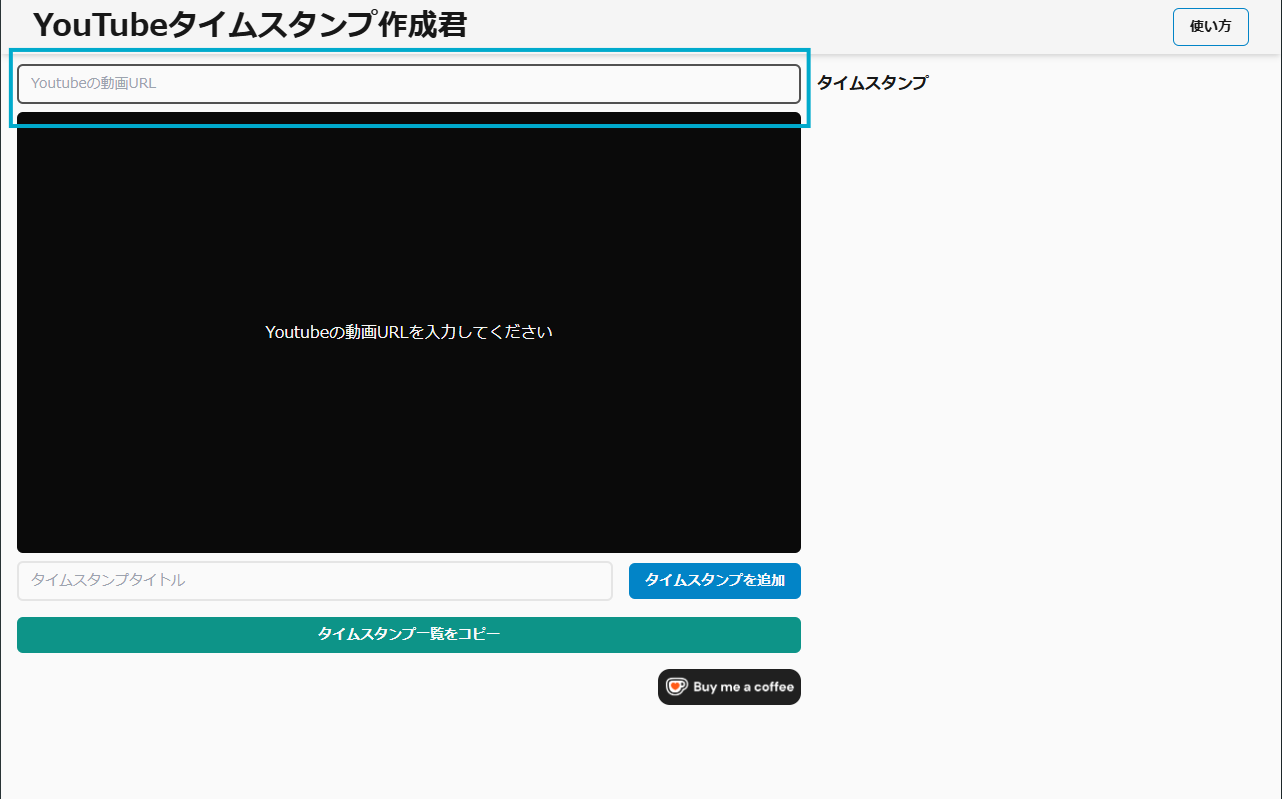 YouTubeタイムスタンプ作成君
使い方
Youtubeの動画URL
タイムスタンプ
Youtubeの動画URLを入力してください
タイムスタンプタイトル
タイムスタンプを追加
タイムスタンプ一覧をコピー
Buy me a coffee